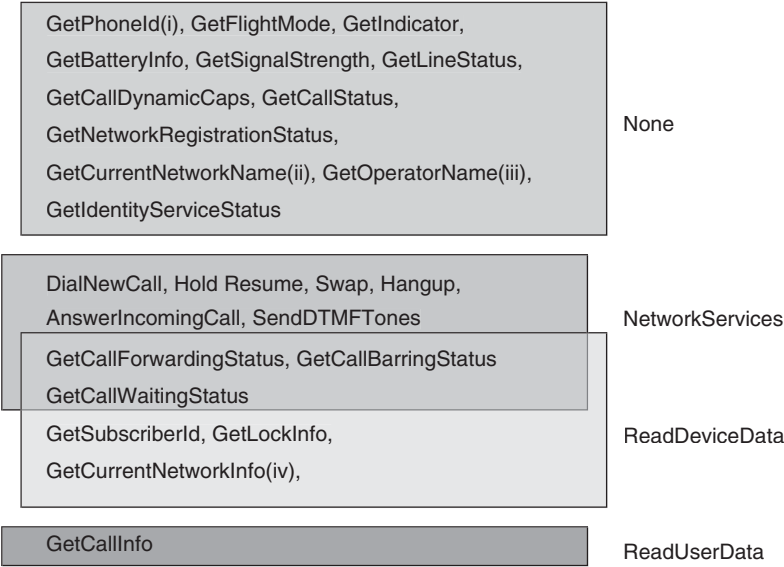 GetPhoneId(i), GetFlightMode, GetIndicator,
GetBatteryInfo, GetSignalStrength, GetLineStatus,
GetCallDynamicCaps, GetCallStatus,
GetNetworkRegistrationStatus,
GetCurrentNetworkName(ii), GetOperatorName(iii),
GetIdentityServiceStatus
None
DialNewCall, Hold Resume, Swap, Hangup,
AnswerIncomingCall, SendDTMFTones
NetworkServices
GetCallForwardingStatus, GetCallBarringStatus
GetCallWaitingStatus
GetSubscriberId, GetLockInfo,
GetCurrentNetworkInfo(iv),
ReadDeviceData
GetCallInfo
ReadUserData